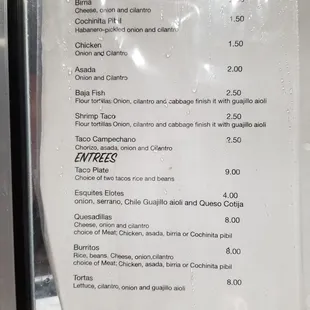 Birria
Cheese, onion and cilantro
Cochinita Pibil 1.50
Habanero-pickled onion and cilantro
Chicken 1.50
Onion and Cilantro
Asada 2.00
Onion and Cilantro
Baja Fish 2.50
Flour tortillas Onion, cilantro and cabbage finish it with guajillo aioli
Shrimp Taco 2.50
Flour tortillas Onion, cilantro and cabbage finish it with guajillo aioli
Taco Campechano 2.50
Chorizo, asada, onion and Cilantro
ENTREES
Taco Plate 9.00
Choice of two tacos rice and beans
Esquites Elotes 4.00
onion, serrano, Chile Guajillo aioli and Queso Cotija
Quesadillas 8.00
Cheese, onion and cilantro
choice of Meat; Chicken, asada, birria or Cochinita pibil
Burritos 8.00
Rice, beans, Cheese, onion,cilantro
choice of Meat; Chicken, asada, birria or Cochinita pibil
Tortas 8.00
Lettuce, cilantro, onion and guajillo aioli